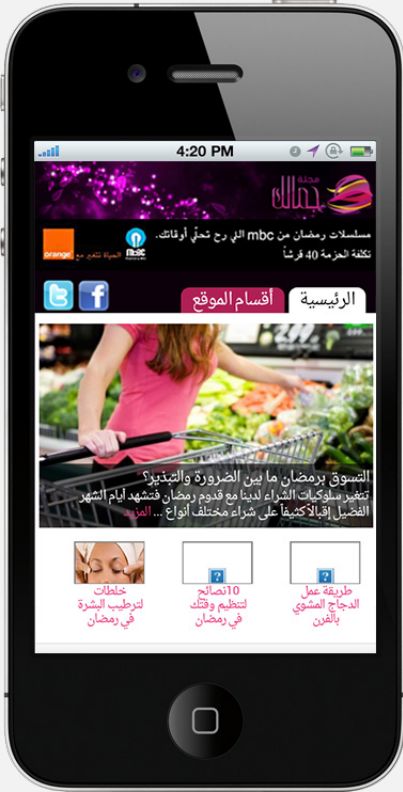 4:20 PM
مجلة
جمالك
مسلسلات رمضان من mbc اللي رح تحلّي أوقاتك.
تكلفة الحزمة 40 قرشاً
orange
الحياة تتغير مع
mbc
الرئيسية
أقسام الموقع
التسوق برمضان ما بين الضرورة والتبذير؟
تتغير سلوكيات الشراء لدينا مع قدوم رمضان فتشهد أيام الشهر
الفضيل إقبالاً كثيفاً على شراء مختلف أنواع ... المزيد
طريقة عمل
الدجاج المشوي
بالفرن
10نصائح
لتنظيم وقتك
في رمضان
خلطات
لترطيب البشرة
في رمضان